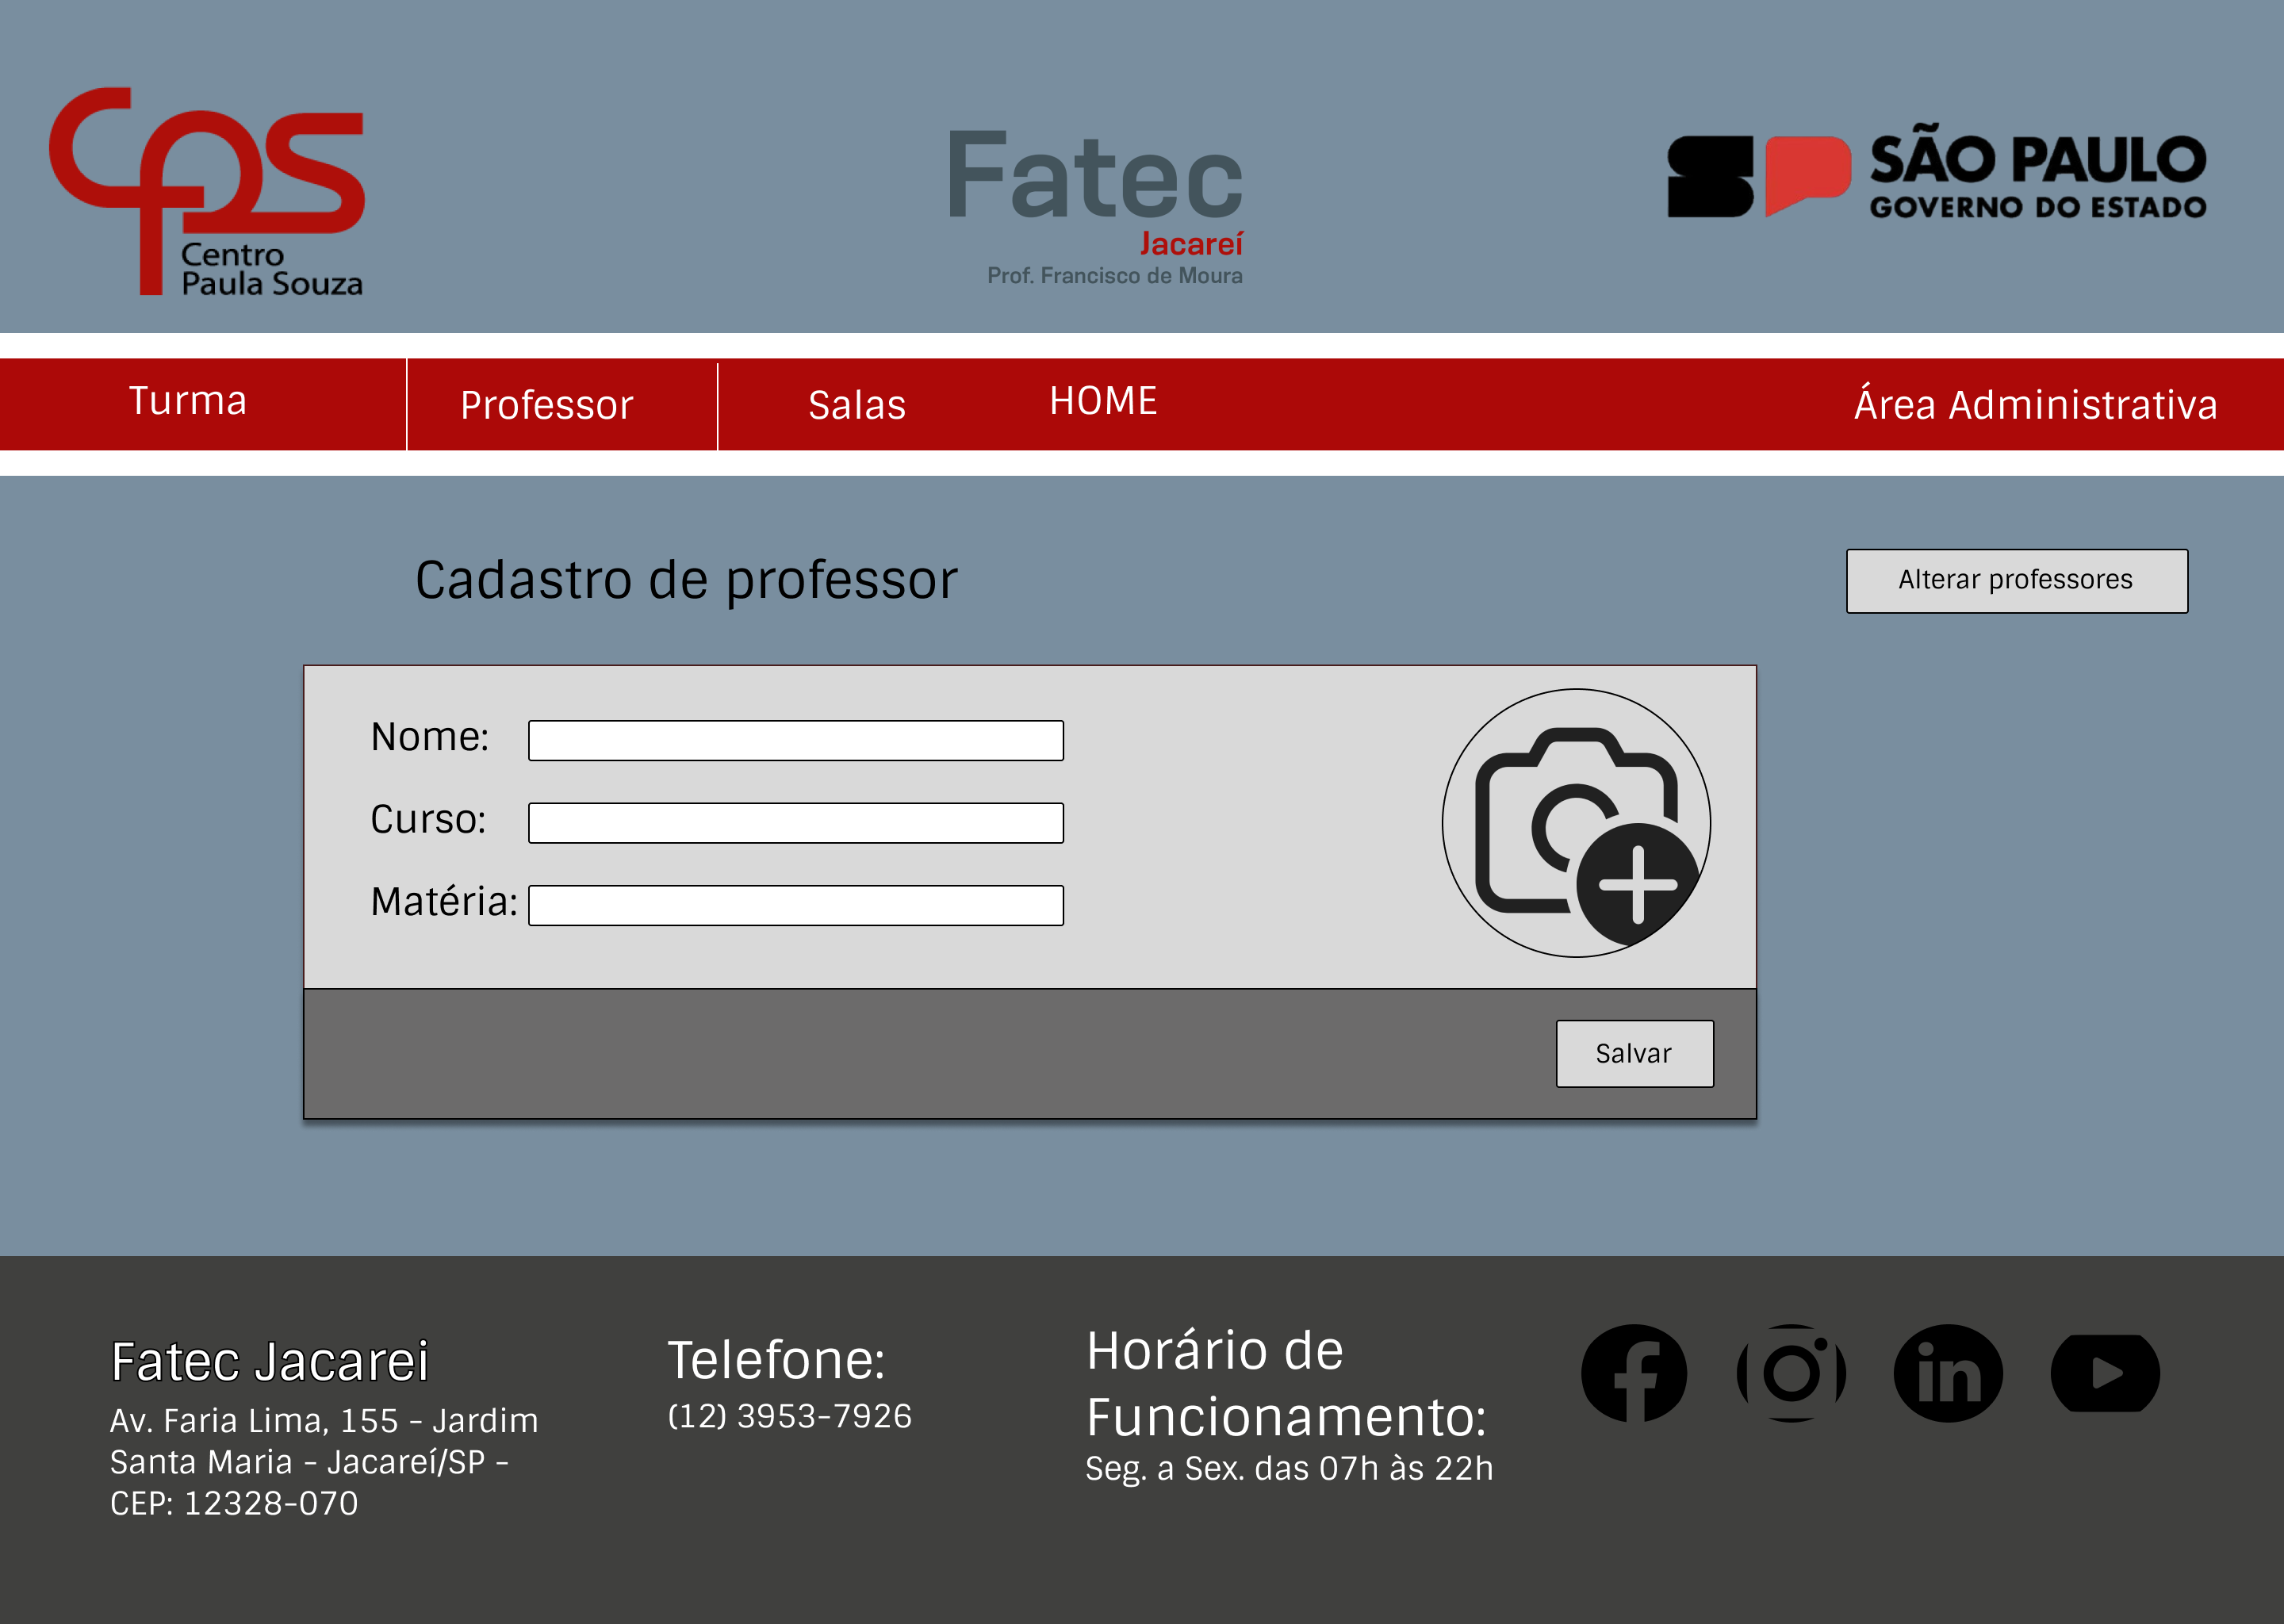 cps
Centro
Paula Souza
Fatec
Jacareí
Prof. Francisco de Moura
SP
SÃO PAULO
GOVERNO DO ESTADO
Turma
Professor
Salas
HOME
Área Administrativa
Cadastro de professor
Alterar professores
Nome:
Curso:
Matéria:
Salvar
Fatec Jacarei
Av. Faria Lima, 155 - Jardim
Santa Maria - Jacareí/SP -
CEP: 12328-070
Telefone:
(12) 3953-7926
Horário de
Funcionamento:
Seg. a Sex. das 07h às 22h
f
in